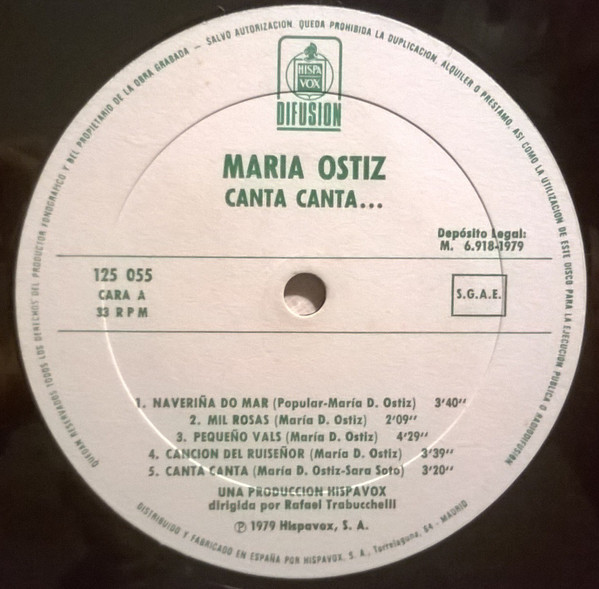 QUEDAN RESERVADOS TODOS LOS DERECHOS DEL PRODUCTOR FONOGRAFICO Y DEL PROPIETARIO DE LA OBRA GRABADA — SALVO AUTORIZACION, QUEDA PROHIBIDA LA DUPLICACION, ALQUILER O PRESTAMO, ASI COMO LA UTILIZACION DE ESTE DISCO PARA LA EJECUCION PUBLICA O RADIODIFUSION
HISPA
VOX
DIFUSION
MARIA OSTIZ
CANTA CANTA...
Depósito Legal:
M. 6.918-1979
125 055
CARA A
33 RPM
S.G.A.E.
1. NAVERIÑA DO MAR (Popular-María D. Ostiz) 3'40''
2. MIL ROSAS (María D. Ostiz) 2'09''
3. PEQUEÑO VALS (María D. Ostiz) 4'29''
4. CANCION DEL RUISEÑOR (María D. Ostiz) 3'39''
5. CANTA CANTA (María D. Ostiz-Sara Soto) 3'20''
UNA PRODUCCION HISPAVOX
dirigida por Rafael Trabucchelli
Ⓟ 1979 Hispavox, S. A.
DISTRIBUIDO Y FABRICADO EN ESPAÑA POR HISPAVOX, S. A., Torrelaguna, 64 - MADRID